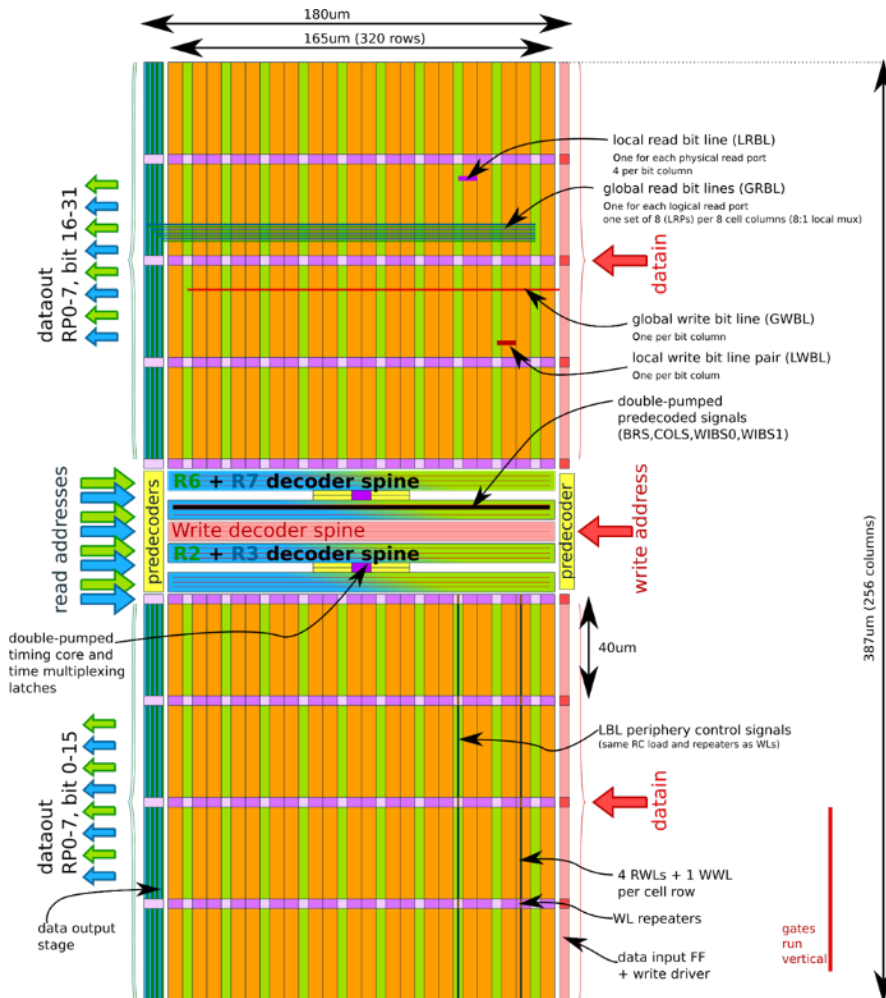 180um
165um (320 rows)
local read bit line (LRBL)
One for each physical read port
4 per bit column
global read bit lines (GRBL)
One for each logical read port
one set of 8 (LRPs) per 8 cell columns (8:1 local mux)
dataout
RP0-7, bit 16-31
datain
global write bit line (GWBL)
One per bit column
local write bit line pair (LWBL)
One per bit colum
double-pumped
predecoded signals
(BRS,COLS,WIBS0,WIBS1)
R6 + R7 decoder spine
Write decoder spine
R2 + R3 decoder spine
read addresses
predecoders
predecoder
write address
387um (256 columns)
double-pumped
timing core and
time multiplexing
latches
40um
LBL periphery control signals
(same RC load and repeaters as WLs)
dataout
RP0-7, bit 0-15
datain
4 RWLs + 1 WWL
per cell row
WL repeaters
data output
stage
data input FF
+ write driver
gates
run
vertical